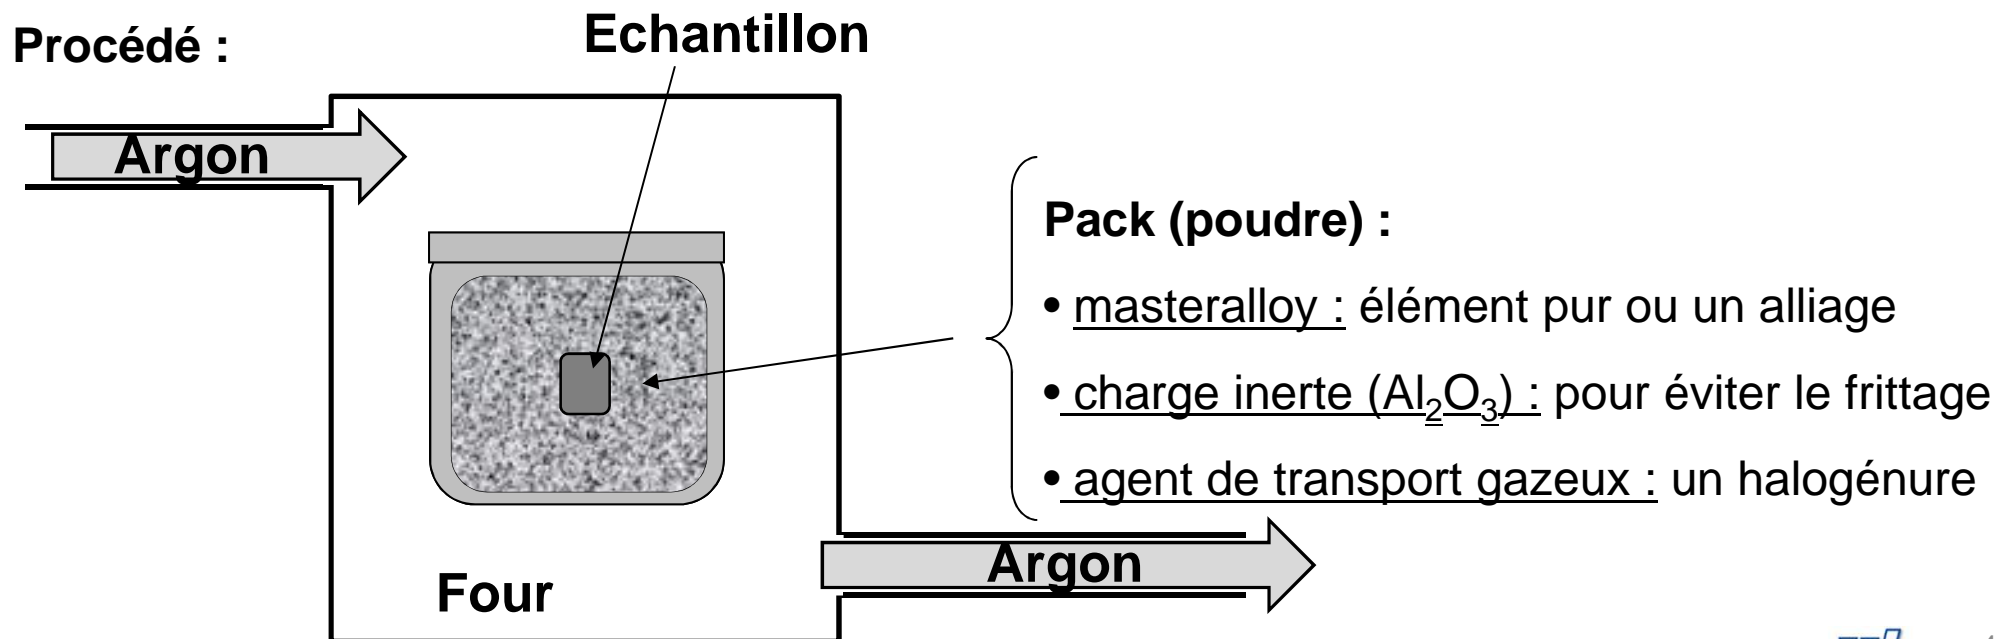 Procédé :
Echantillon
Argon
Pack (poudre) :
• masteralloy : élément pur ou un alliage
• charge inerte (Al₂O₃) : pour éviter le frittage
• agent de transport gazeux : un halogénure
Argon
Four